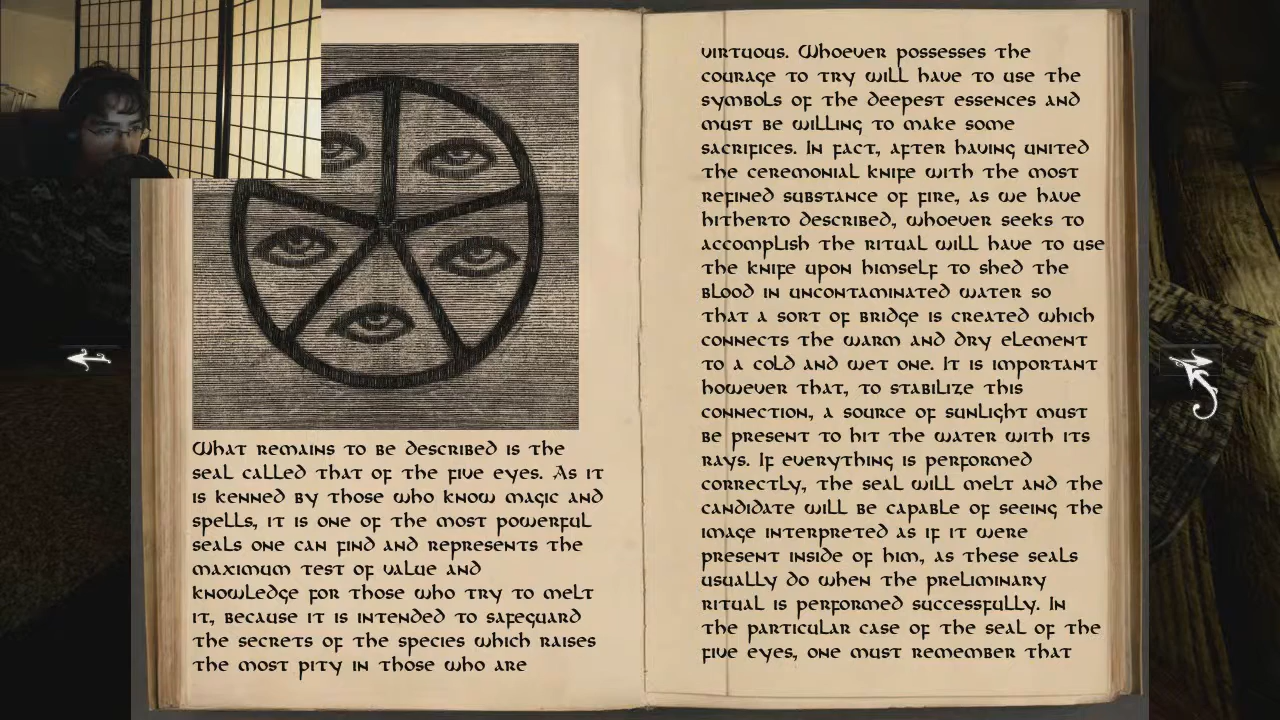 What remains to be described is the
seal called that of the five eyes. As it
is kenned by those who know magic and
spells, it is one of the most powerful
seals one can find and represents the
maximum test of value and
knowledge for those who try to melt
it, because it is intended to safeguard
the secrets of the species which raises
the most pity in those who are
virtuous. Whoever possesses the
courage to try will have to use the
symbols of the deepest essences and
must be willing to make some
sacrifices. In fact, after having united
the ceremonial knife with the most
refined substance of fire, as we have
hitherto described, whoever seeks to
accomplish the ritual will have to use
the knife upon himself to shed the
blood in uncontaminated water so
that a sort of bridge is created which
connects the warm and dry element
to a cold and wet one. It is important
however that, to stabilize this
connection, a source of sunlight must
be present to hit the water with its
rays. If everything is performed
correctly, the seal will melt and the
candidate will be capable of seeing the
image interpreted as if it were
present inside of him, as these seals
usually do when the preliminary
ritual is performed successfully. In
the particular case of the seal of the
five eyes, one must remember that